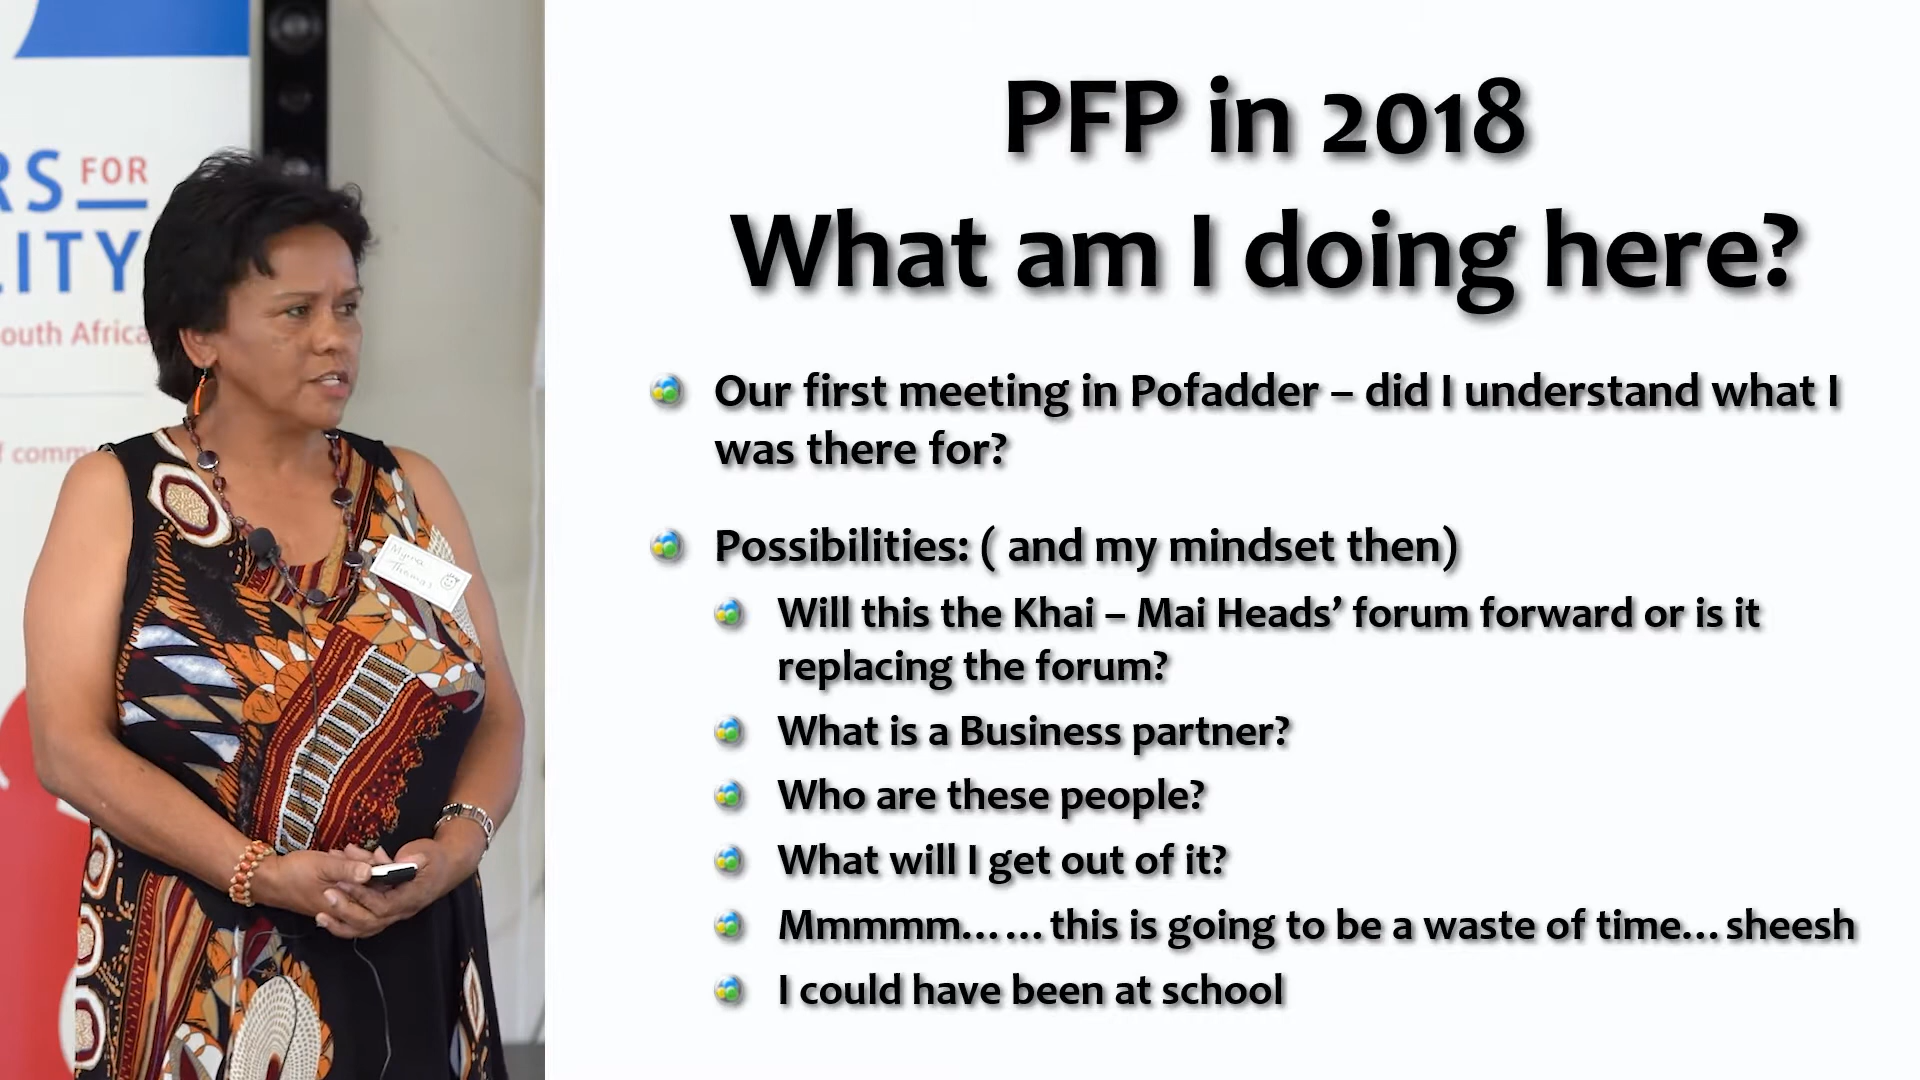 RS FOR
LITY
outh Africa
f comm
Myrna
Thomas
PFP in 2018
What am I doing here?
Our first meeting in Pofadder – did I understand what I
was there for?
Possibilities: ( and my mindset then)
Will this the Khai – Mai Heads’ forum forward or is it
replacing the forum?
What is a Business partner?
Who are these people?
What will I get out of it?
Mmmmm……this is going to be a waste of time…sheesh
I could have been at school